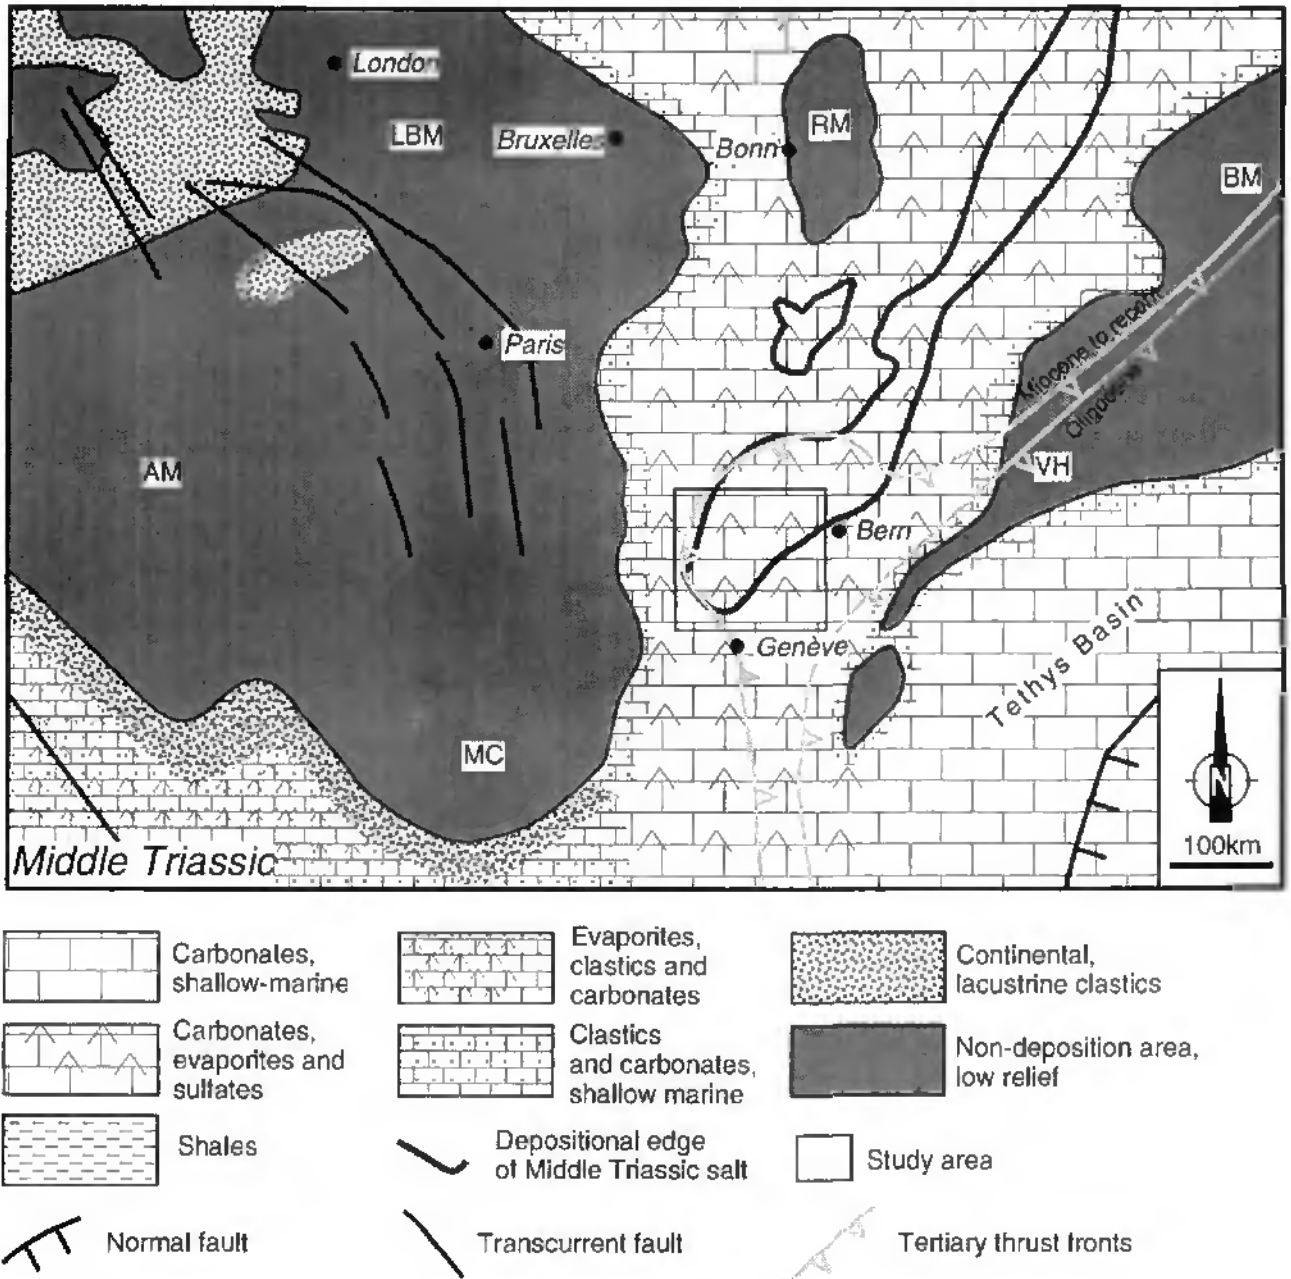 London
LBM
Bruxelles
Bonn
RM
BM
Paris
Miocene to recent
Oligocene
AM
VH
Bern
Genève
Tethys Basin
MC
N
100km
Middle Triassic
Carbonates,
shallow-marine
Evaporites,
clastics and
carbonates
Continental,
lacustrine clastics
Carbonates,
evaporites and
sulfates
Clastics
and carbonates,
shallow marine
Non-deposition area,
low relief
Shales
Depositional edge
of Middle Triassic salt
Study area
Normal fault
Transcurrent fault
Tertiary thrust fronts